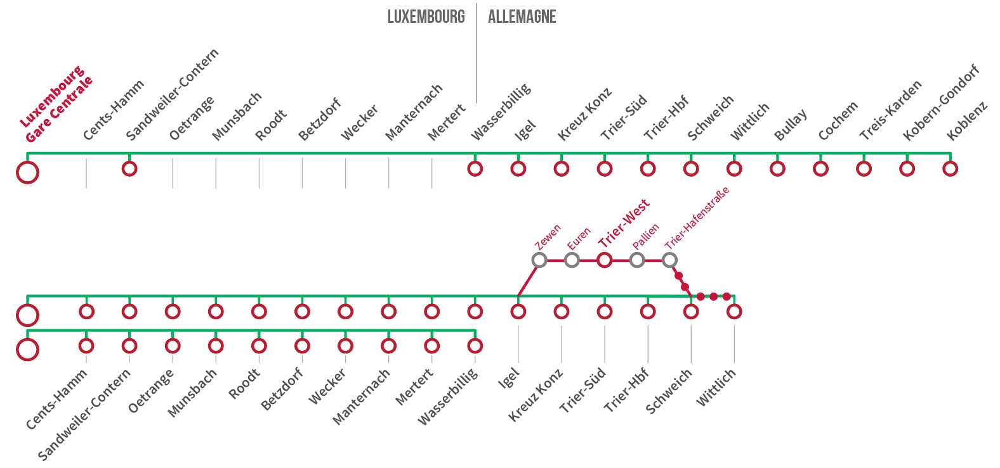 LUXEMBOURG
ALLEMAGNE
Luxembourg
Gare Centrale
Cents-Hamm
Sandweiler-Contern
Oetrange
Munsbach
Roodt
Betzdorf
Wecker
Manternach
Mertert
Wasserbillig
Igel
Kreuz Konz
Trier-Süd
Trier-Hbf
Schweich
Wittlich
Bullay
Cochem
Treis-Karden
Kobern-Gondorf
Koblenz
Zewen
Euren
Trier-West
Pallien
Trier-Hafenstraße
Cents-Hamm
Sandweiler-Contern
Oetrange
Munsbach
Roodt
Betzdorf
Wecker
Manternach
Mertert
Wasserbillig
Igel
Kreuz Konz
Trier-Süd
Trier-Hbf
Schweich
Wittlich